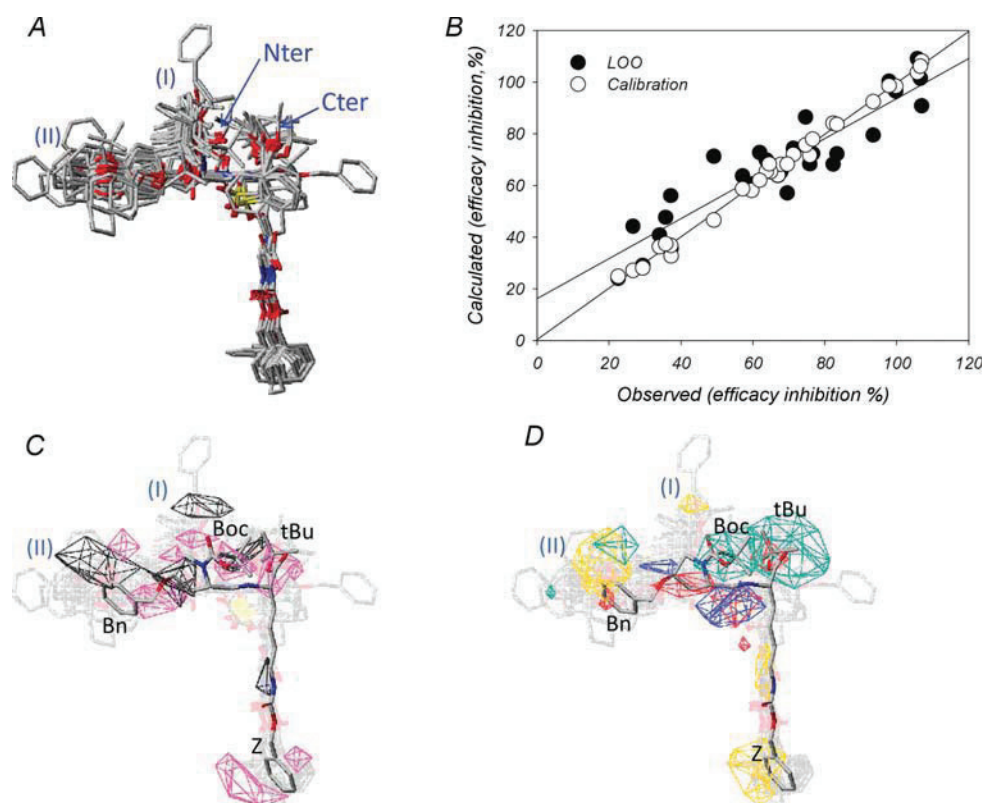 A
(I)
Nter
Cter
(II)
B
120
100
80
60
40
20
0
Calculated (efficacy inhibition,%)
LOO
Calibration
0 20 40 60 80 100 120
Observed (efficacy inhibition %)
C
(I)
(II)
Boc
tBu
Bn
Z
D
(I)
(II)
Boc
tBu
Bn
Z